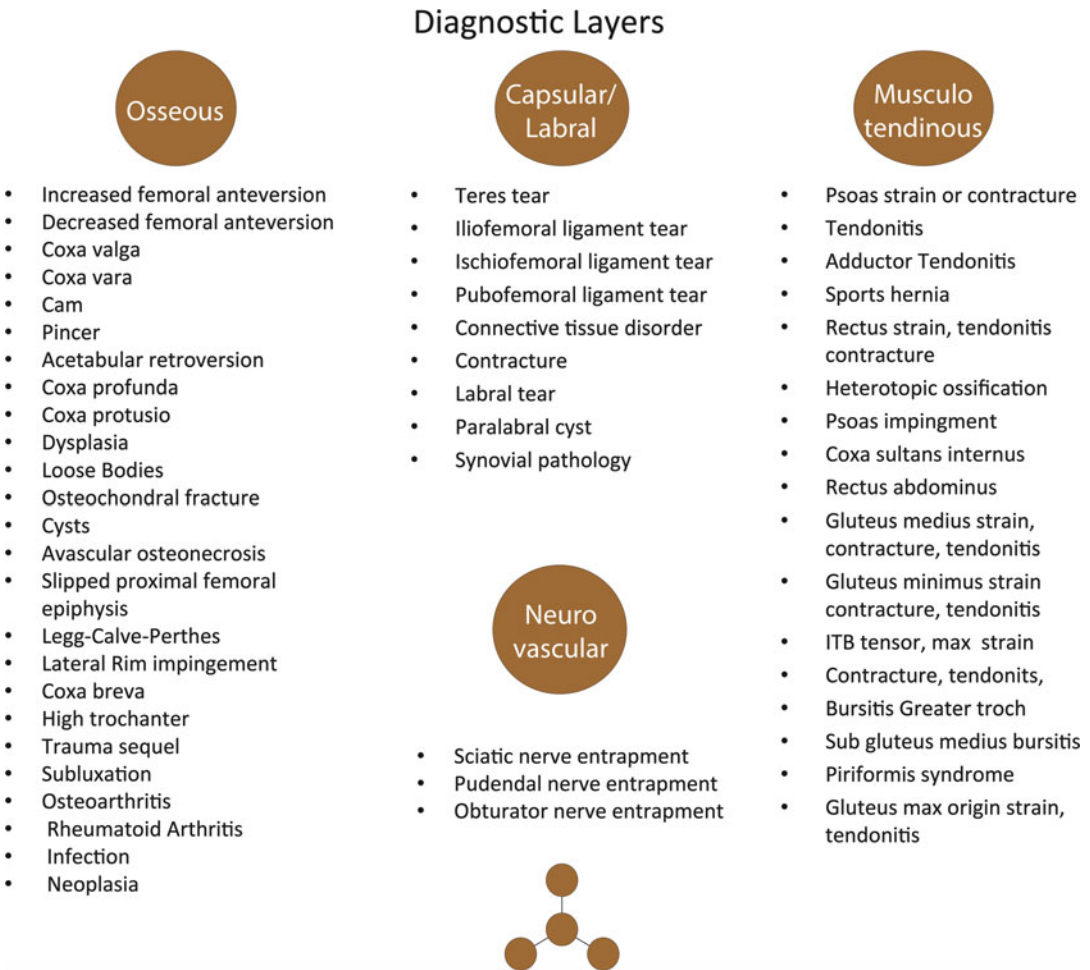 Diagnostic Layers
Osseous
• Increased femoral anteversion
• Decreased femoral anteversion
• Coxa valga
• Coxa vara
• Cam
• Pincer
• Acetabular retroversion
• Coxa profunda
• Coxa protusio
• Dysplasia
• Loose Bodies
• Osteochondral fracture
• Cysts
• Avascular osteonecrosis
• Slipped proximal femoral
epiphysis
• Legg-Calve-Perthes
• Lateral Rim impingement
• Coxa breva
• High trochanter
• Trauma sequel
• Subluxation
• Osteoarthritis
• Rheumatoid Arthritis
• Infection
• Neoplasia
Capsular/
Labral
• Teres tear
• Iliofemoral ligament tear
• Ischiofemoral ligament tear
• Pubofemoral ligament tear
• Connective tissue disorder
• Contracture
• Labral tear
• Paralabral cyst
• Synovial pathology
Neuro
vascular
• Sciatic nerve entrapment
• Pudendal nerve entrapment
• Obturator nerve entrapment
Musculo
tendinous
• Psoas strain or contracture
• Tendonitis
• Adductor Tendonitis
• Sports hernia
• Rectus strain, tendonitis
contracture
• Heterotopic ossification
• Psoas impingment
• Coxa sultans internus
• Rectus abdominus
• Gluteus medius strain,
contracture, tendonitis
• Gluteus minimus strain
contracture, tendonitis
• ITB tensor, max strain
• Contracture, tendonits,
• Bursitis Greater troch
• Sub gluteus medius bursitis
• Piriformis syndrome
• Gluteus max origin strain,
tendonitis